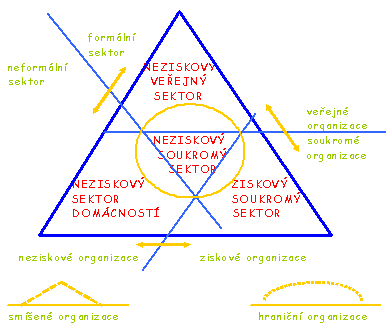 formální
sektor
neformální
sektor
NEZISKOVÝ
VEŘEJNÝ
SEKTOR
veřejné
organizace
soukromé
organizace
NEZISKOVÝ
SOUKROMÝ
SEKTOR
NEZISKOVÝ
SEKTOR
DOMÁCNOSTÍ
ZISKOVÝ
SOUKROMÝ
SEKTOR
neziskové organizace
ziskové organizace
smíšené organizace
hraniční organizace